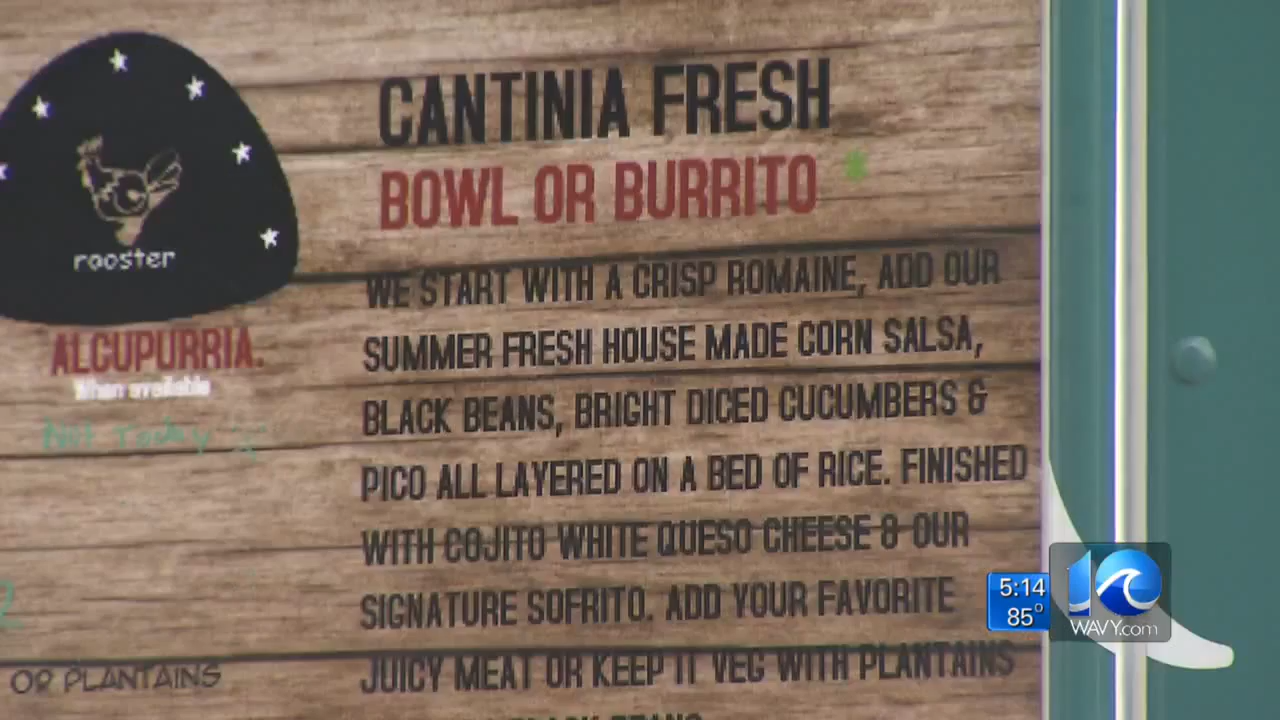 CANTINIA FRESH
BOWL OR BURRITO *
rooster
ALCUPURRIA.
When available
Not Today
WE START WITH A CRISP ROMAINE, ADD OUR
SUMMER FRESH HOUSE MADE CORN SALSA,
BLACK BEANS, BRIGHT DICED CUCUMBERS &
PICO ALL LAYERED ON A BED OF RICE. FINISHED
WITH COJITO WHITE QUESO CHEESE & OUR
SIGNATURE SOFRITO. ADD YOUR FAVORITE
JUICY MEAT OR KEEP IT VEG WITH PLANTAINS
OR PLANTAINS
5:14
85°
10
WAVY.com